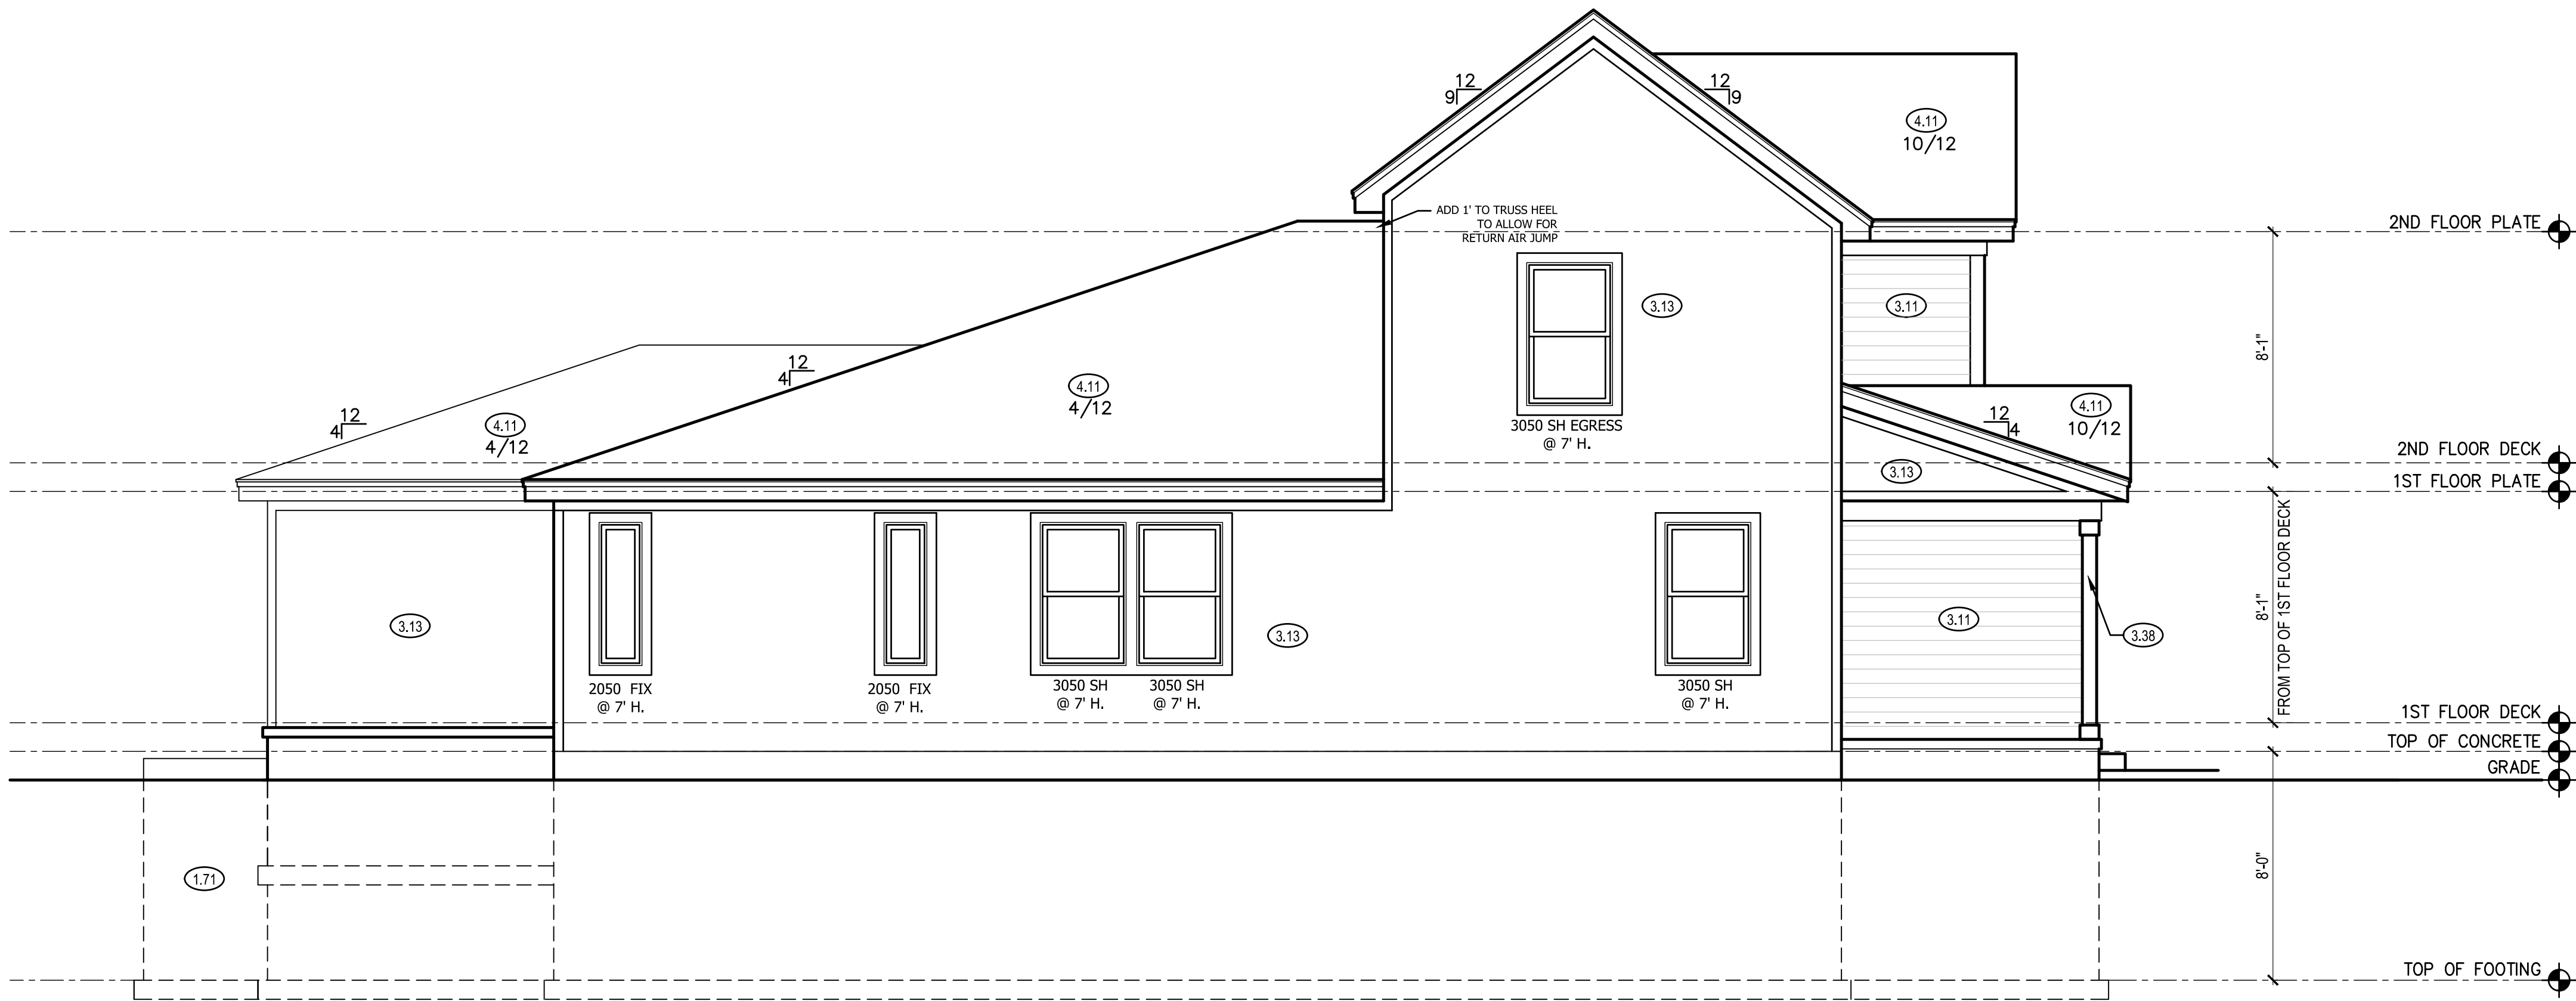 12
9
12
9
4.11
10/12
ADD 1' TO TRUSS HEEL
TO ALLOW FOR
RETURN AIR JUMP
2ND FLOOR PLATE
3.13
3.11
8'-1"
12
4
4.11
4/12
12
4
4.11
4/12
3050 SH EGRESS
@ 7' H.
12
4
4.11
10/12
2ND FLOOR DECK
3.13
1ST FLOOR PLATE
8'-1"
FROM TOP OF 1ST FLOOR DECK
3.13
3.13
3.11
3.38
2050 FIX
@ 7' H.
2050 FIX
@ 7' H.
3050 SH
@ 7' H.
3050 SH
@ 7' H.
3050 SH
@ 7' H.
1ST FLOOR DECK
TOP OF CONCRETE
GRADE
1.71
8'-0"
TOP OF FOOTING